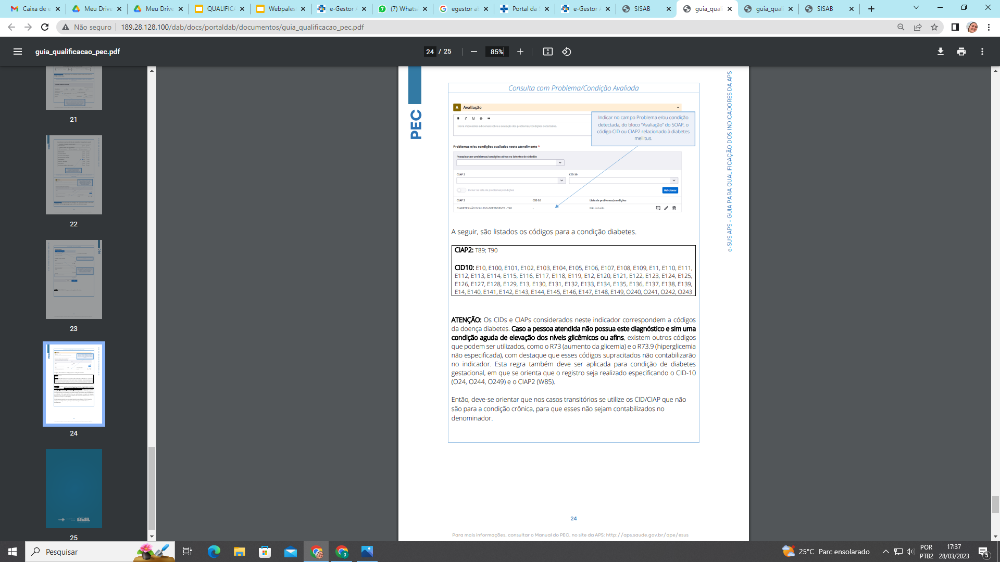 Caixa de e
Meu Drive
Meu Drive
QUALIFICA
Webpales
e-Gestor A
(7) Whats
egestor a
Portal da
e-Gestor A
SISAB
guia_qual
guia_qual
SISAB
Não seguro
189.28.128.100/dab/docs/portaldab/documentos/guia_qualificacao_pec.pdf
guia_qualificacao_pec.pdf
24 / 25
85%
21
22
23
24
25
PEC
e-SUS APS - GUIA PARA QUALIFICAÇÃO DOS INDICADORES DA APS
Consulta com Problema/Condição Avaliada
A Avaliação
B I U S
Insira impressões adicionais sobre a avaliação dos problemas/condições detectados.
Indicar no campo Problema e/ou condição
detectada, do bloco “Avaliação” do SOAP, o
código CID ou CIAP2 relacionado à diabetes
mellitus.
Problemas e/ou condições avaliados neste atendimento *
Pesquisar por problemas/condições ativos ou latentes do cidadão
CIAP 2 CID 10
Incluir na lista de problemas/condições
Adicionar
CIAP 2 CID 10 Lista de problemas/condições
DIABETES NÃO INSULINO-DEPENDENTE - T90 - Não incluído
A seguir, são listados os códigos para a condição diabetes.
CIAP2: T89; T90
CID10: E10, E100, E101, E102, E103, E104, E105, E106, E107, E108, E109, E11, E110, E111,
E112, E113, E114, E115, E116, E117, E118, E119, E12, E120, E121, E122, E123, E124, E125,
E126, E127, E128, E129, E13, E130, E131, E132, E133, E134, E135, E136, E137, E138, E139,
E14, E140, E141, E142, E143, E144, E145, E146, E147, E148, E149, O240, O241, O242, O243
ATENÇÃO: Os CIDs e CIAPs considerados neste indicador correspondem a códigos
da doença diabetes. Caso a pessoa atendida não possua este diagnóstico e sim uma
condição aguda de elevação dos níveis glicêmicos ou afins, existem outros códigos
que podem ser utilizados, como o R73 (aumento da glicemia) e o R73.9 (hiperglicemia
não especificada), com destaque que esses códigos supracitados não contabilizarão
no indicador. Esta regra também deve ser aplicada para condição de diabetes
gestacional, em que se orienta que o registro seja realizado especificando o CID-10
(O24, O244, O249) e o CIAP2 (W85).
Então, deve-se orientar que nos casos transitórios se utilize os CID/CIAP que não
são para a condição crônica, para que esses não sejam contabilizados no
denominador.
24
Para mais informações, consultar o Manual do PEC, no site da APS: http://aps.saude.gov.br/ape/esus
Pesquisar
25°C Parc ensolarado
POR
PTB2
17:37
28/03/2023
5